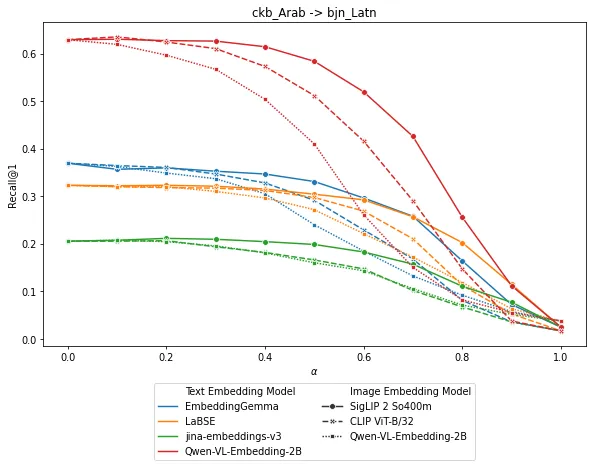 ckb_Arab -> bjn_Latn
Recall@1
0.6
0.5
0.4
0.3
0.2
0.1
0.0
0.0 0.2 0.4 0.6 0.8 1.0
α
Text Embedding Model Image Embedding Model
EmbeddingGemma SigLIP 2 So400m
LaBSE CLIP ViT-B/32
jina-embeddings-v3 Qwen-VL-Embedding-2B
Qwen-VL-Embedding-2B